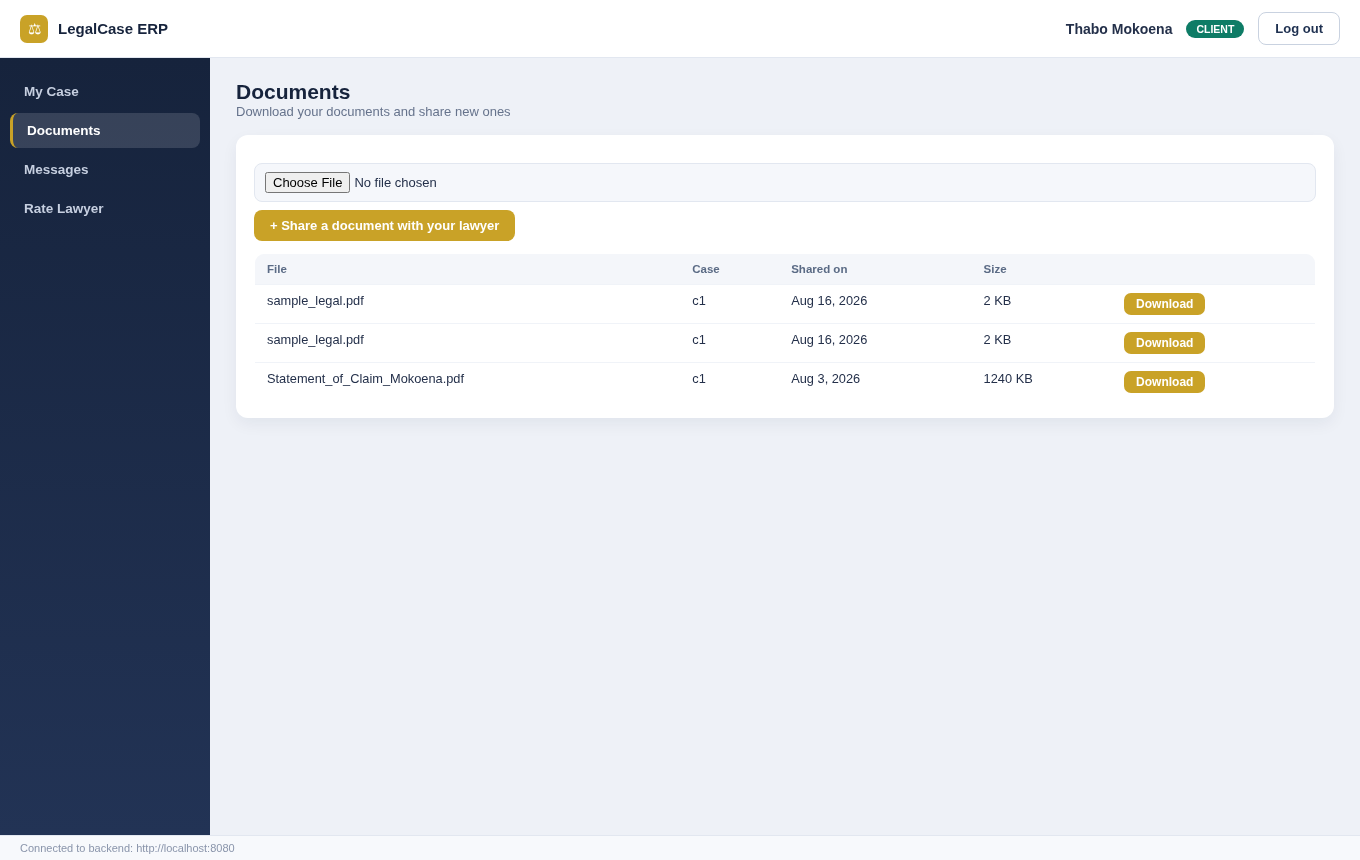 ⚖ LegalCase ERP
Thabo Mokoena CLIENT Log out
My Case
Documents
Messages
Rate Lawyer
Documents
Download your documents and share new ones
Choose File No file chosen
+ Share a document with your lawyer
File Case Shared on Size
sample_legal.pdf c1 Aug 16, 2026 2 KB Download
sample_legal.pdf c1 Aug 16, 2026 2 KB Download
Statement_of_Claim_Mokoena.pdf c1 Aug 3, 2026 1240 KB Download
Connected to backend: http://localhost:8080